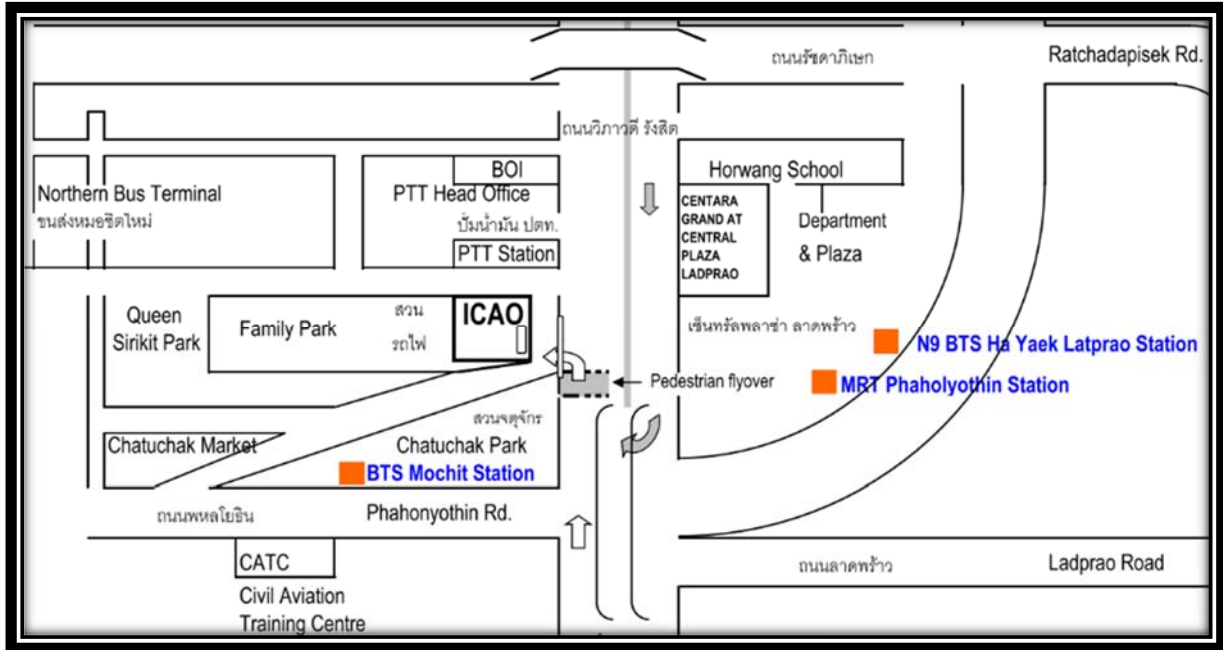 ถนนรัชดาภิเษก
Ratchadapisek Rd.
ถนนวิภาวดี รังสิต
BOI
Horwang School
Northern Bus Terminal
ขนส่งหมอชิตใหม่
PTT Head Office
ปั้มน้ำมัน ปตท.
PTT Station
CENTARA
GRAND AT
CENTRAL
PLAZA
LADPRAO
Department
& Plaza
Queen
Sirikit Park
Family Park
สวน
รถไฟ
ICAO
เซ็นทรัลพลาซ่า ลาดพร้าว
N9 BTS Ha Yaek Latprao Station
Pedestrian flyover
MRT Phaholyothin Station
สวนจตุจักร
Chatuchak Market
Chatuchak Park
BTS Mochit Station
ถนนพหลโยธิน
Phahonyothin Rd.
CATC
Civil Aviation
Training Centre
ถนนลาดพร้าว
Ladprao Road